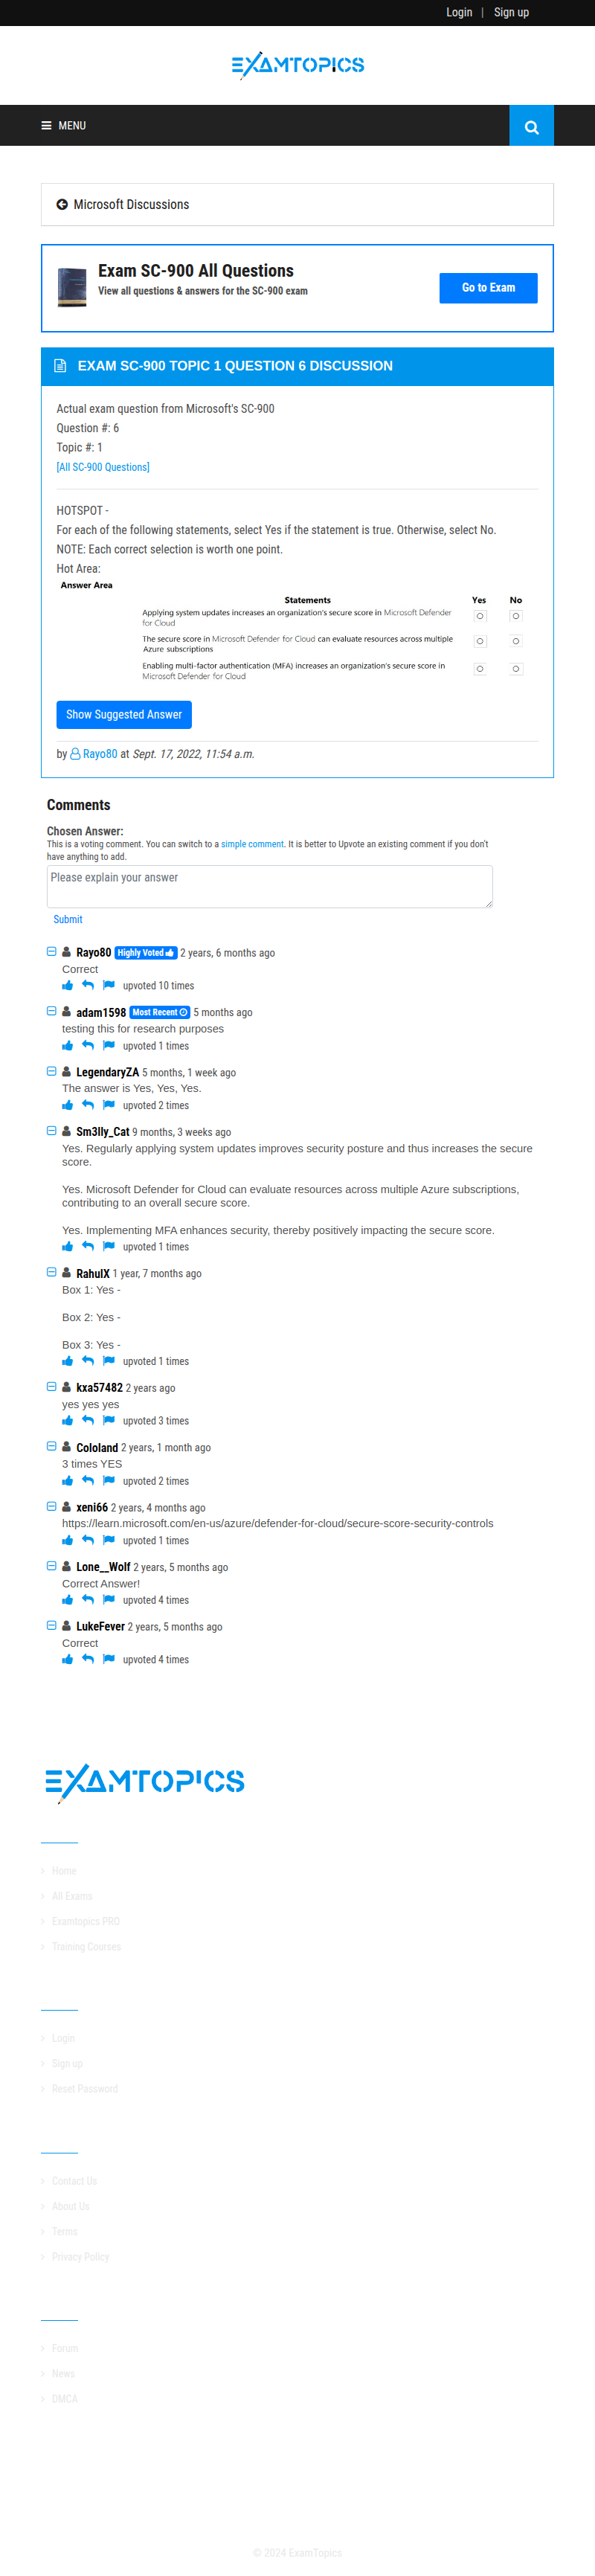 Login | Sign up
EXAMTOPICS
MENU
Microsoft Discussions
Exam SC-900 All Questions
View all questions & answers for the SC-900 exam
Go to Exam
EXAM SC-900 TOPIC 1 QUESTION 6 DISCUSSION
Actual exam question from Microsoft's SC-900
Question #: 6
Topic #: 1
[All SC-900 Questions]
HOTSPOT -
For each of the following statements, select Yes if the statement is true. Otherwise, select No.
NOTE: Each correct selection is worth one point.
Hot Area:
Answer Area
Statements Yes No
Applying system updates increases an organization's secure score in Microsoft Defender
for Cloud
The secure score in Microsoft Defender for Cloud can evaluate resources across multiple
Azure subscriptions
Enabling multi-factor authentication (MFA) increases an organization's secure score in
Microsoft Defender for Cloud
Show Suggested Answer
by Rayo80 at Sept. 17, 2022, 11:54 a.m.
Comments
Chosen Answer:
This is a voting comment. You can switch to a simple comment. It is better to Upvote an existing comment if you don't
have anything to add.
Please explain your answer
Submit
Rayo80 Highly Voted 2 years, 6 months ago
Correct
upvoted 10 times
adam1598 Most Recent 5 months ago
testing this for research purposes
upvoted 1 times
LegendaryZA 5 months, 1 week ago
The answer is Yes, Yes, Yes.
upvoted 2 times
Sm3lly_Cat 9 months, 3 weeks ago
Yes. Regularly applying system updates improves security posture and thus increases the secure
score.
Yes. Microsoft Defender for Cloud can evaluate resources across multiple Azure subscriptions,
contributing to an overall secure score.
Yes. Implementing MFA enhances security, thereby positively impacting the secure score.
upvoted 1 times
RahulX 1 year, 7 months ago
Box 1: Yes -
Box 2: Yes -
Box 3: Yes -
upvoted 1 times
kxa57482 2 years ago
yes yes yes
upvoted 3 times
Cololand 2 years, 1 month ago
3 times YES
upvoted 2 times
xeni66 2 years, 4 months ago
https://learn.microsoft.com/en-us/azure/defender-for-cloud/secure-score-security-controls
upvoted 1 times
Lone__Wolf 2 years, 5 months ago
Correct Answer!
upvoted 4 times
LukeFever 2 years, 5 months ago
Correct
upvoted 4 times
EXAMTOPICS
Home
All Exams
Examtopics PRO
Training Courses
Login
Sign up
Reset Password
Contact Us
About Us
Terms
Privacy Policy
Forum
News
DMCA
© 2024 ExamTopics